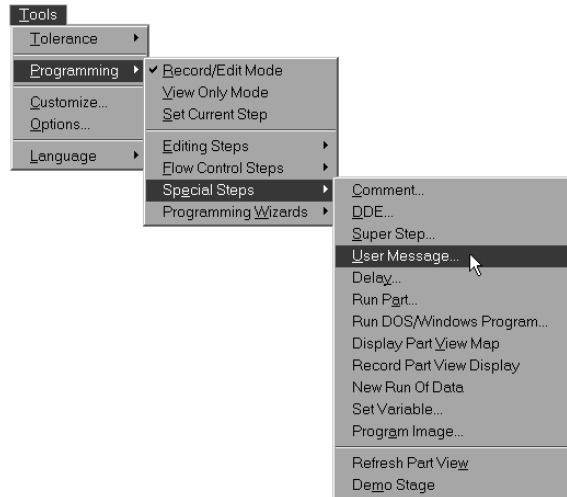 Tools
Tolerance
Programming
Customize...
Options...
Language
Record/Edit Mode
View Only Mode
Set Current Step
Editing Steps
Flow Control Steps
Special Steps
Programming Wizards
Comment...
DDE...
Super Step...
User Message...
Delay...
Run Part...
Run DOS/Windows Program...
Display Part View Map
Record Part View Display
New Run Of Data
Set Variable...
Program Image...
Refresh Part View
Demo Stage